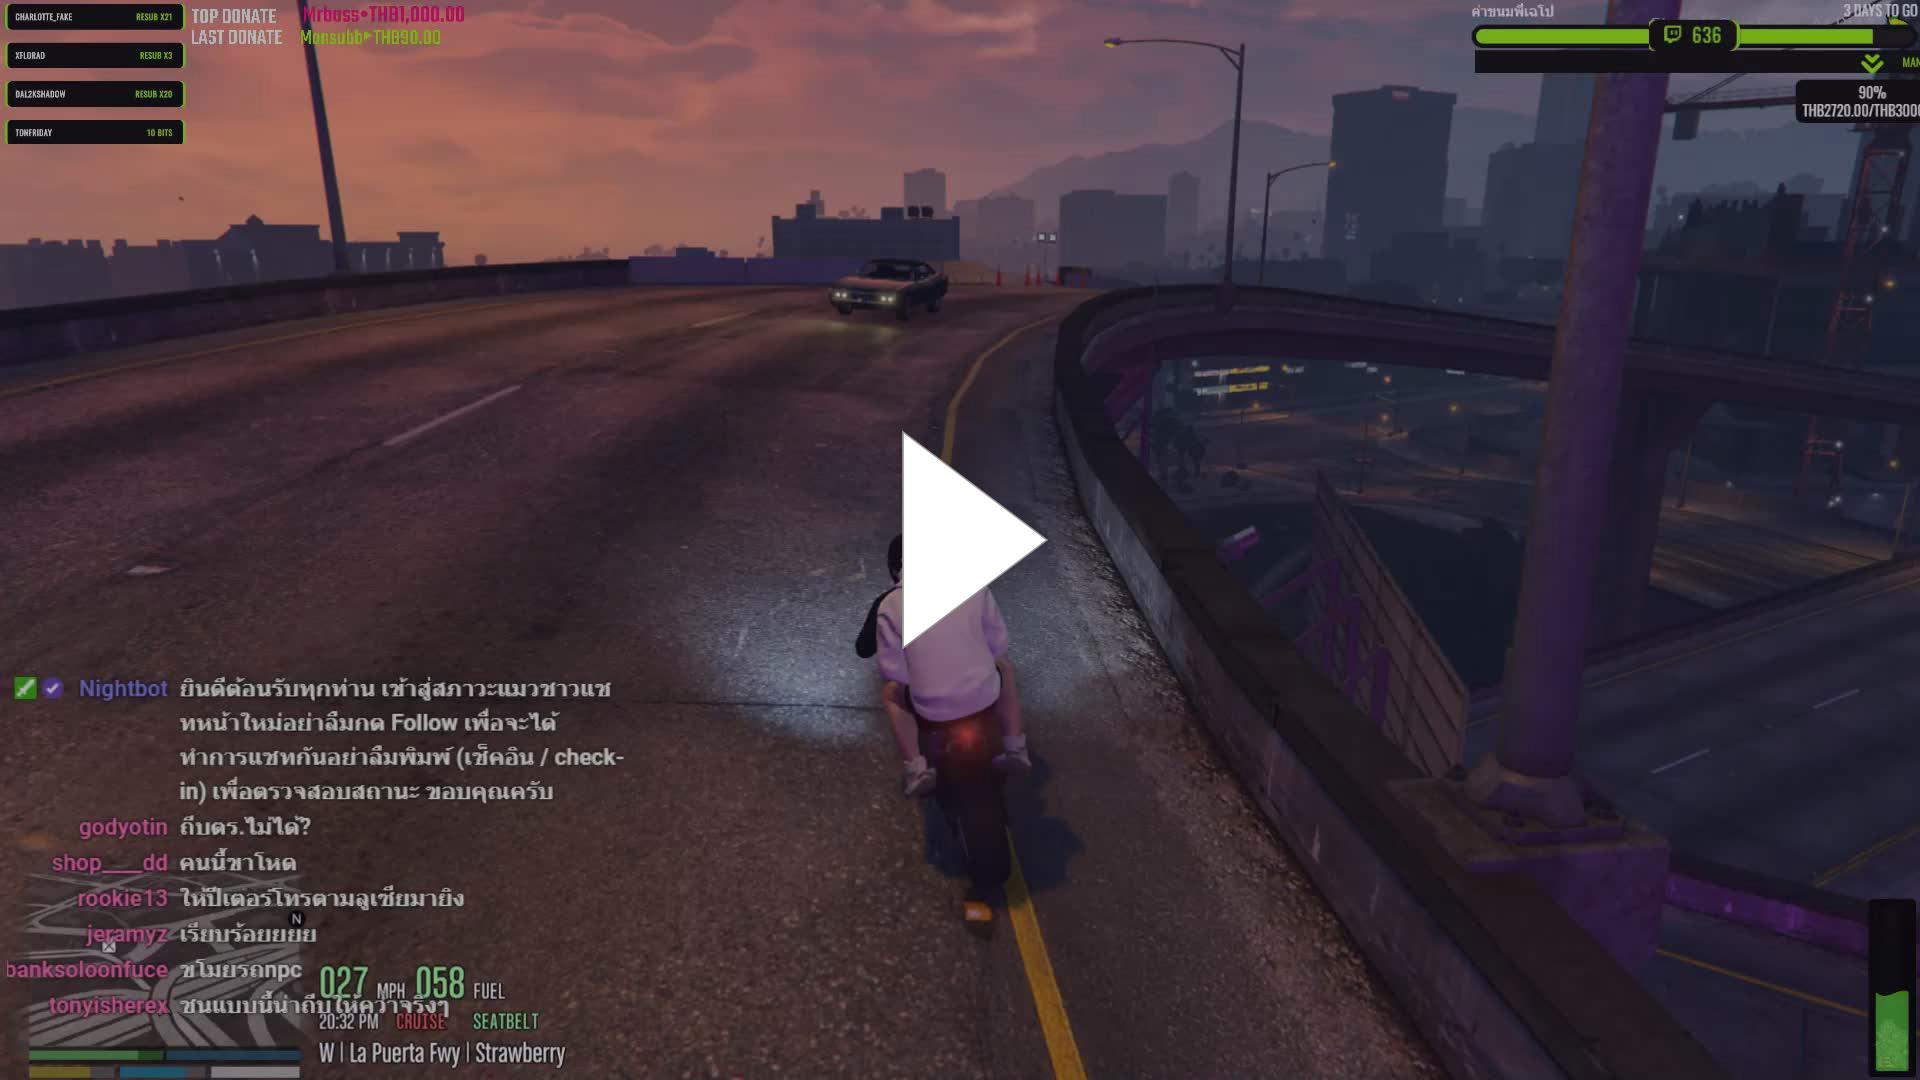 CHARLOTTE_FAKE RESUB X21
XFLORAD RESUB X3
DAL2KSHADOW RESUB X20
TONFRIDAY 10 BITS
TOP DONATE Mrboss•THB1,000.00
LAST DONATE Monsubb▸THB90.00
ค่าขนมพี่เฉโป
3 DAYS TO GO
636
MAN
90%
THB2720.00/THB3000
Nightbot ยินดีต้อนรับทุกท่าน เข้าสู่สภาวะแมวชาวแช
ทหน้าใหม่อย่าลืมกด Follow เพื่อจะได้
ทำการแชทกันอย่าลืมพิมพ์ (เช็คอิน / check-
in) เพื่อตรวจสอบสถานะ ขอบคุณครับ
godyotin ถีบตร.ไม่ได้?
shop____dd คนนี้ขาโหด
rookie13 ให้ปีเตอร์โทรตามลูเซียมายิง
jeramyz เรียบร้อยยยย
banksoloonfuce ขโมยรถnpc
tonyisherex ชนแบบนี้น่าถีบให้คว่ำจริงๆ
N
027 MPH 058 FUEL
20:32 PM CRUISE SEATBELT
W | La Puerta Fwy | Strawberry